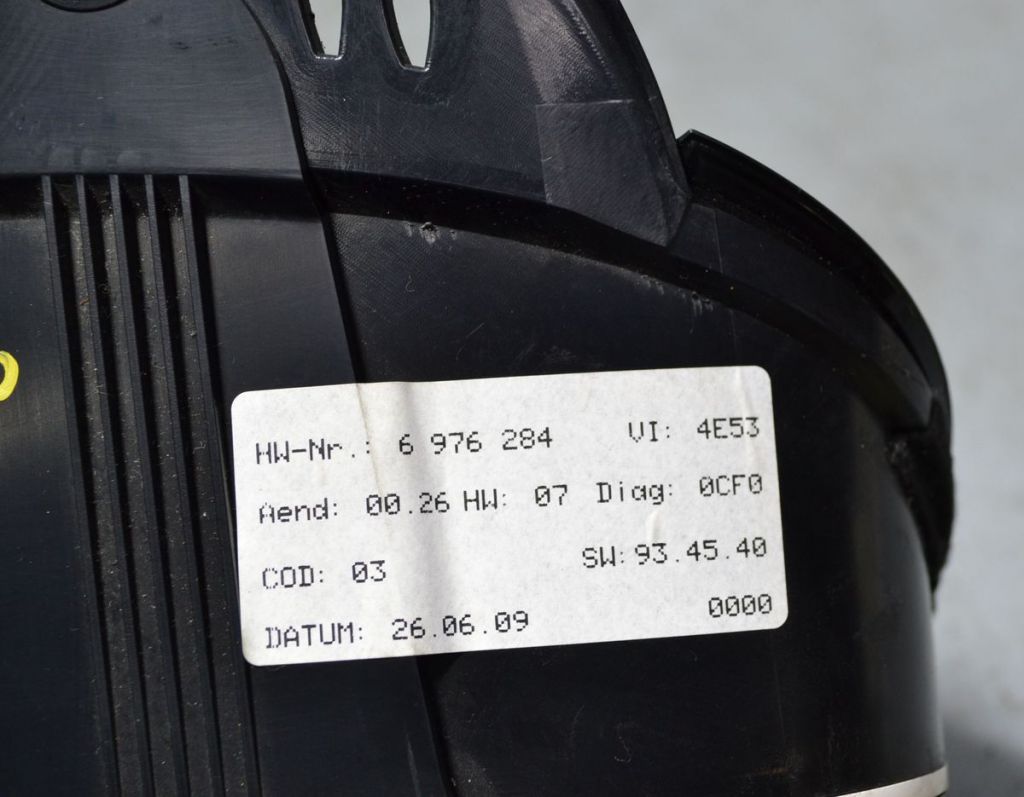 HW-Nr.: 6 976 284 VI: 4E53
Aend: 00.26 HW: 07 Diag: 0CF0
COD: 03 SW: 93.45.40
DATUM: 26.06.09 0000